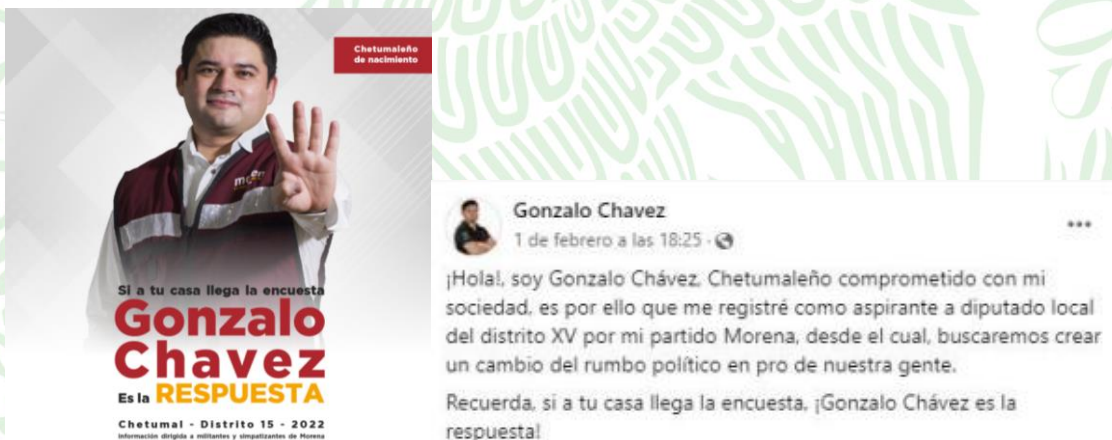 Chetumaleño
de nacimiento
Si a tu casa llega la encuesta
Gonzalo
Chavez
Es la RESPUESTA
Chetumal - Distrito 15 - 2022
Información dirigida a militantes y simpatizantes de Morena
Gonzalo Chavez
1 de febrero a las 18:25 ·
¡Hola!, soy Gonzalo Chávez, Chetumaleño comprometido con mi
sociedad, es por ello que me registré como aspirante a diputado local
del distrito XV por mi partido Morena, desde el cual, buscaremos crear
un cambio del rumbo político en pro de nuestra gente.
Recuerda, si a tu casa llega la encuesta, ¡Gonzalo Chávez es la
respuesta!